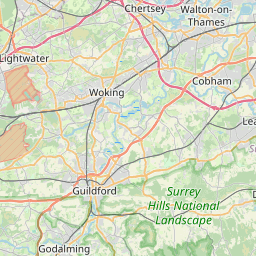 Chertsey
Walton-on-
Thames
Lightwater
Cobham
Woking
Lea
Guildford
Surrey
Hills National
Landscape
D
Godalming